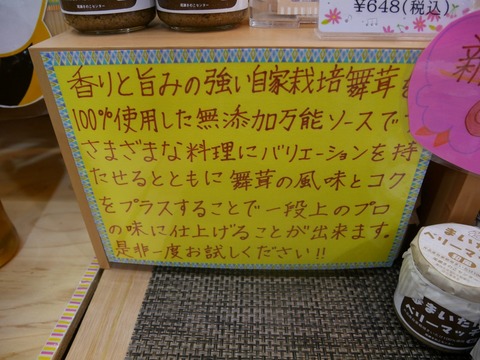 ¥648(税込)
香りと旨みの強い自家栽培舞茸を
100%使用した無添加万能ソースで
さまざまな料理にバリエーションを持
たせるとともに舞茸の風味とコク
をプラスすることで一段上のプロ
の味に仕上げることが出来ます。
是非一度お試しください!!
新